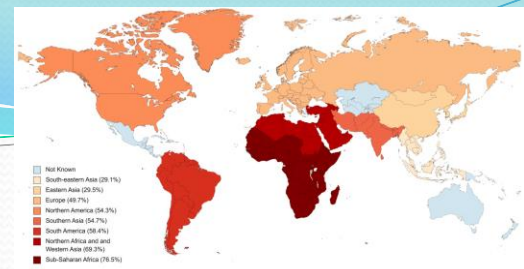 Not Known
South-eastern Asia (29.1%)
Eastern Asia (29.5%)
Europe (49.7%)
Northern America (54.3%)
Southern Asia (54.7%)
South America (56.4%)
Northern Africa and and
Western Asia (69.3%)
Sub-Saharan Africa (76.5%)